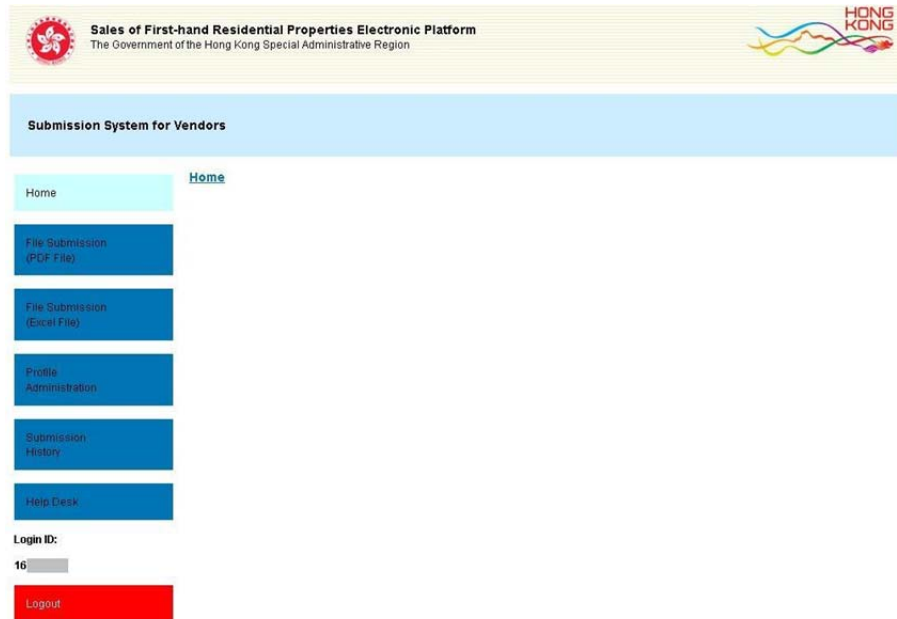 Sales of First-hand Residential Properties Electronic Platform
The Government of the Hong Kong Special Administrative Region
HONG
KONG
Submission System for Vendors
Home
Home
File Submission
(PDF File)
File Submission
(Excel File)
Profile
Administration
Submission
History
Help Desk
Login ID:
16
Logout